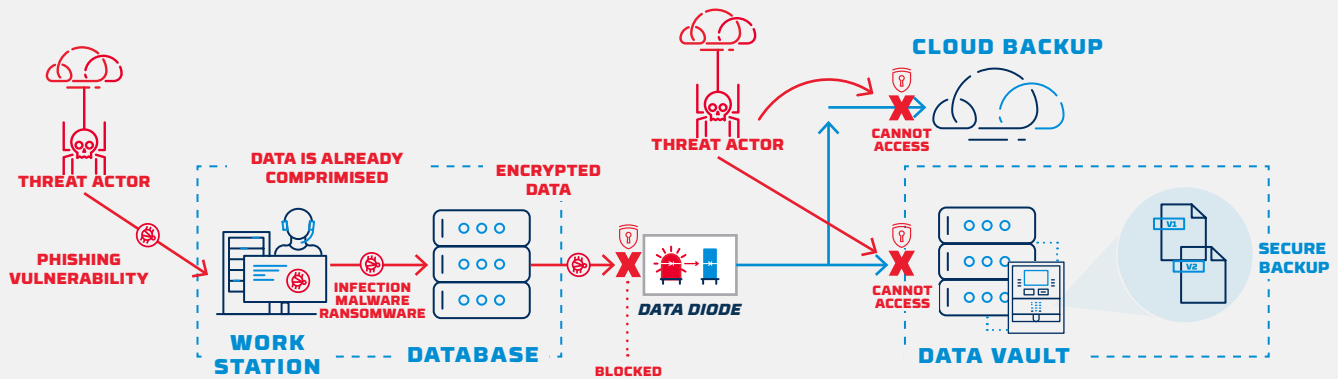 CLOUD BACKUP
THREAT ACTOR
CANNOT
ACCESS
THREAT ACTOR
DATA IS ALREADY
COMPRIMISED
ENCRYPTED
DATA
PHISHING
VULNERABILITY
INFECTION
MALWARE
RANSOMWARE
WORK
STATION
DATABASE
BLOCKED
DATA DIODE
CANNOT
ACCESS
DATA VAULT
V1
V2
SECURE
BACKUP